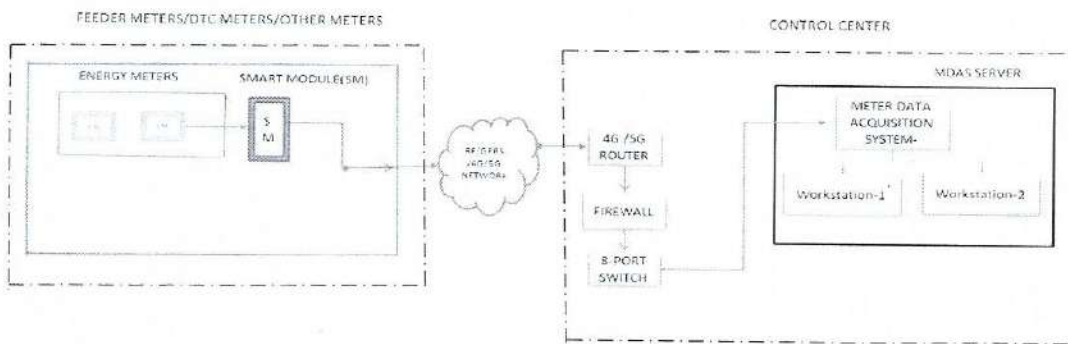 FEEDER METERS/DTC METERS/OTHER METERS
ENERGY METERS
SMART MODULE(SM)
S
M
NETWORK
CONTROL CENTER
4G /5G
ROUTER
FIREWALL
8-PORT
SWITCH
MDAS SERVER
METER DATA
ACQUISITION
SYSTEM-
Workstation-1
Workstation-2